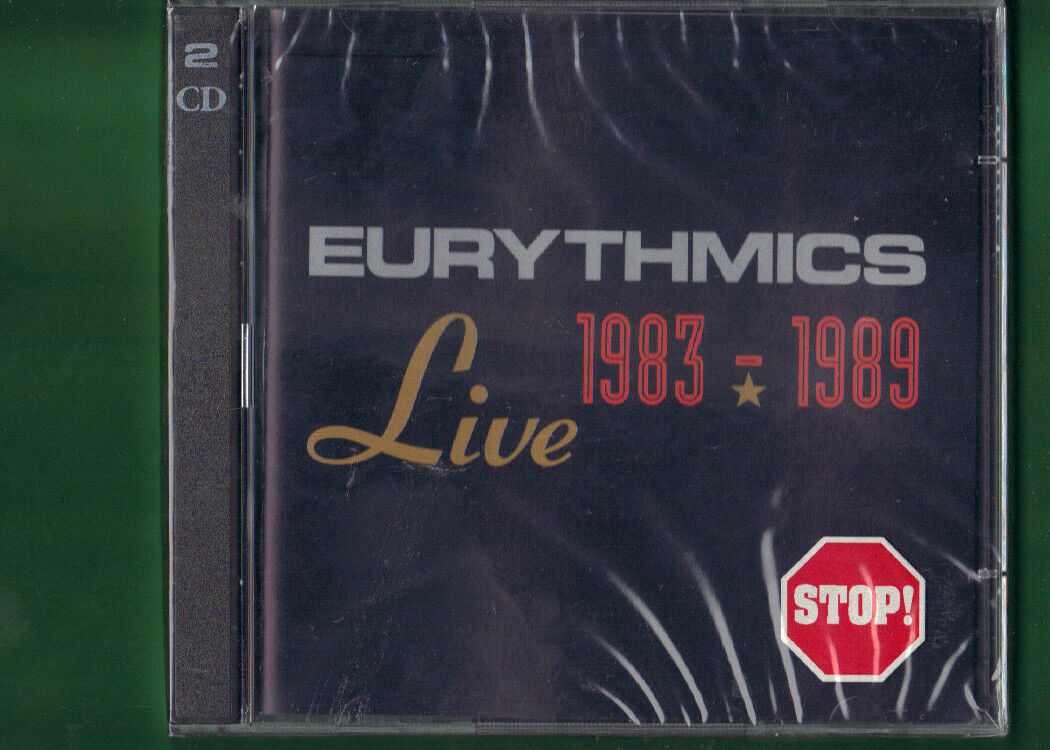 2
CD
EURYTHMICS
Live 1983 - 1989
STOP!